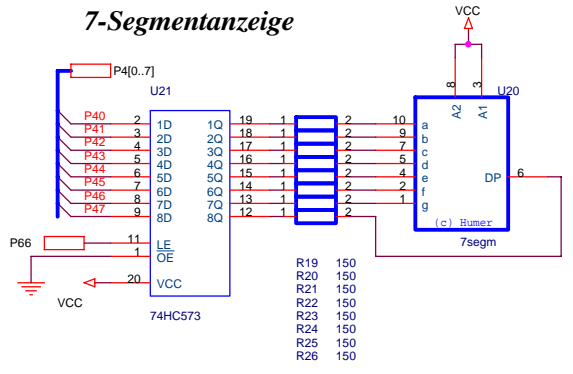 7-Segmentanzeige
VCC
P4[0..7]
U21
U20
P40 2 1D 1Q 19 1 2 10 a
P41 3 2D 2Q 18 1 2 9 b
P42 4 3D 3Q 17 1 2 7 c
P43 5 4D 4Q 16 1 2 5 d
P44 6 5D 5Q 15 1 2 4 e
P45 7 6D 6Q 14 1 2 2 f
P46 8 7D 7Q 13 1 2 1 g
P47 9 8D 8Q 12 1 2
8 A2
3 A1
DP 6
(c) Humer
7segm
P66 11 LE
1 OE
20 VCC
VCC
74HC573
R19 150
R20 150
R21 150
R22 150
R23 150
R24 150
R25 150
R26 150